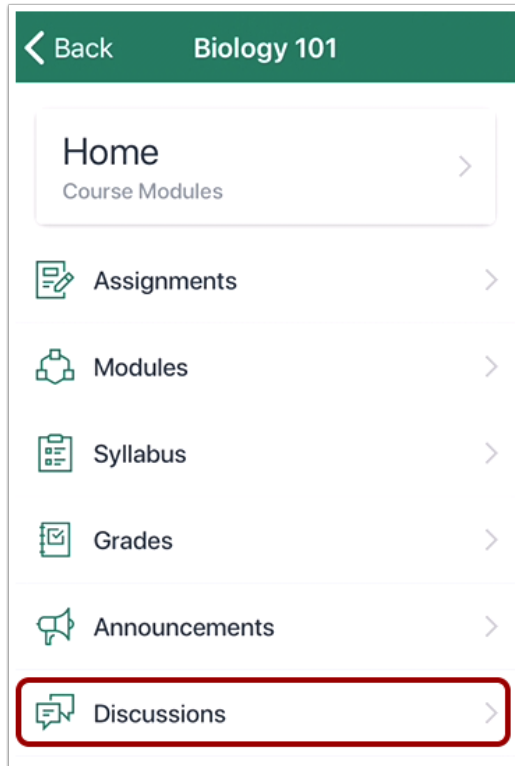 Back Biology 101
Home
Course Modules
Assignments
Modules
Syllabus
Grades
Announcements
Discussions